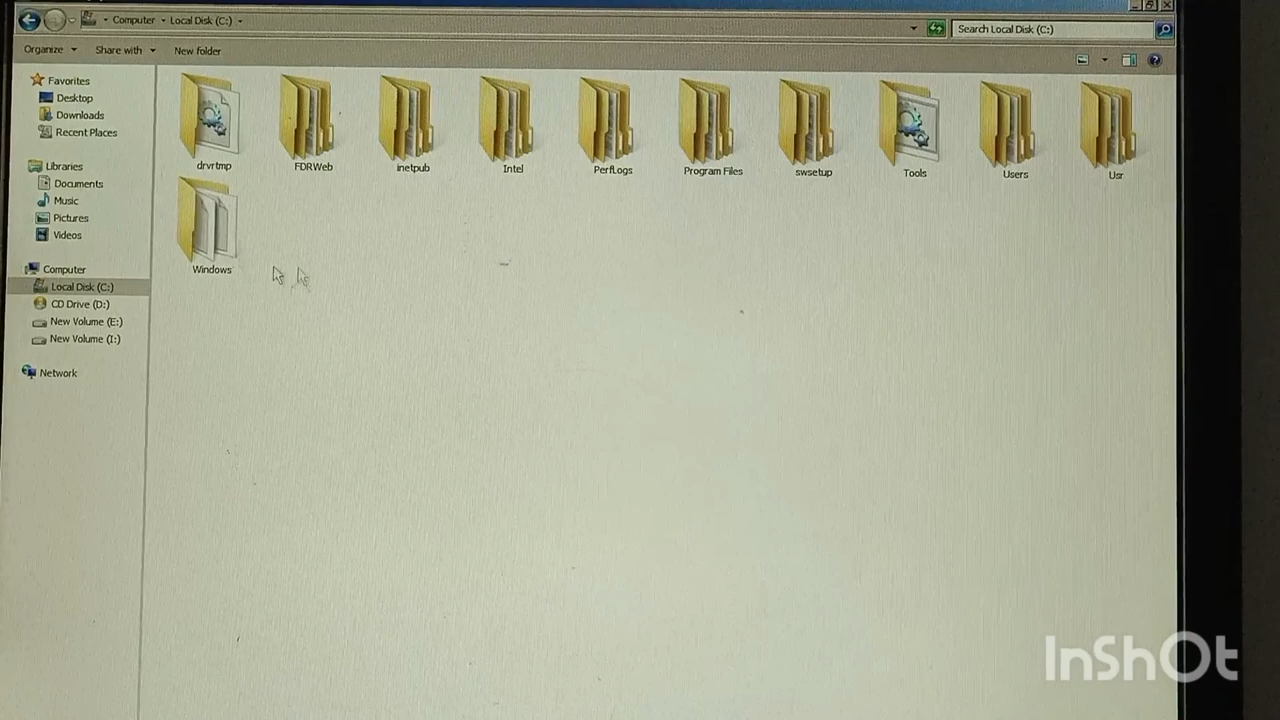 Computer Local Disk (C:)
Search Local Disk (C:)
Organize Share with New folder
Favorites
Desktop
Downloads
Recent Places
Libraries
Documents
Music
Pictures
Videos
Computer
Local Disk (C:)
CD Drive (D:)
New Volume (E:)
New Volume (I:)
Network
drvrtmp
FDRWeb
inetpub
Intel
PerfLogs
Program Files
swsetup
Tools
Users
Usr
Windows
InShOt